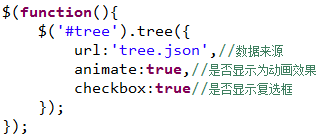 $(function(){
    $('#tree').tree({
        url:'tree.json',//数据来源
        animate:true,//是否显示为动画效果
        checkbox:true//是否显示复选框
    });
});